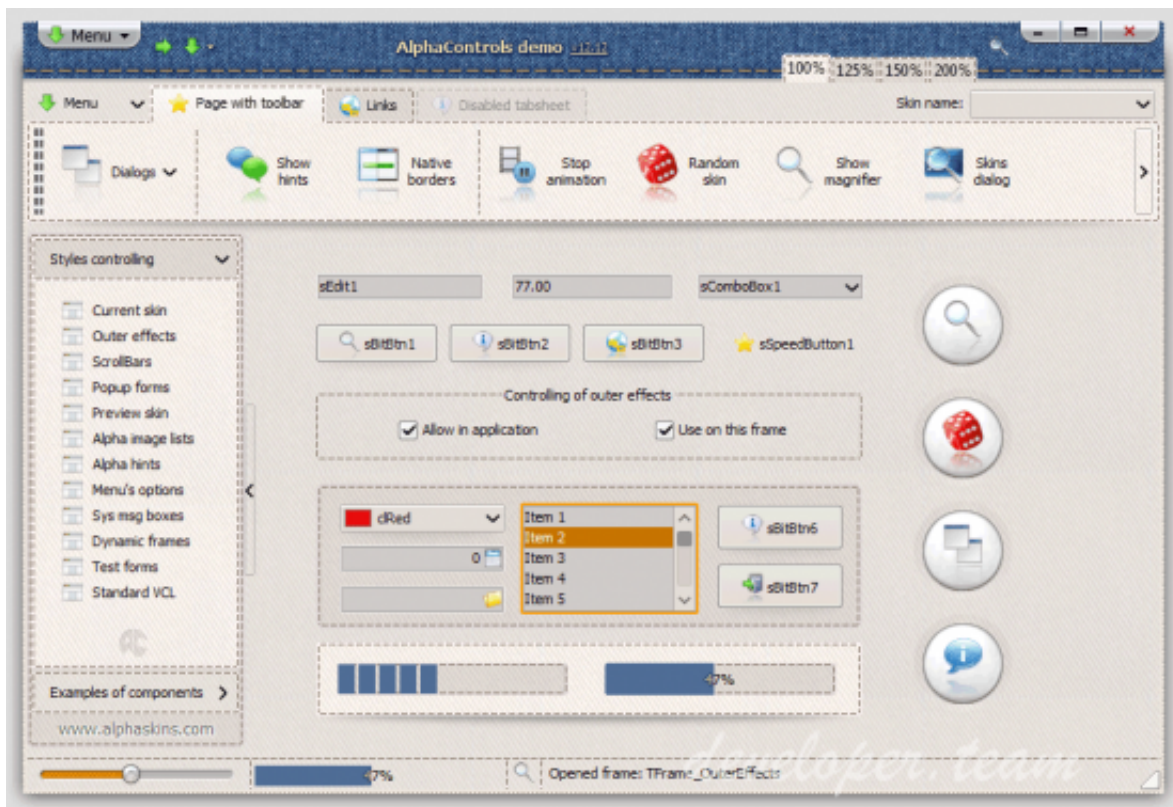 Menu
AlphaControls demo
100% 125% 150% 200%
Menu
Page with toolbar
Links
Disabled tabsheet
Skin name:
Dialogs
Show hints
Native borders
Stop animation
Random skin
Show magnifier
Skins dialog
Styles controlling
Current skin
Outer effects
ScrollBars
Popup forms
Preview skin
Alpha image lists
Alpha hints
Menu's options
Sys msg boxes
Dynamic frames
Test forms
Standard VCL
Examples of components
www.alphaskins.com
sEdit1
77.00
sComboBox1
sBitBtn1
sBitBtn2
sBitBtn3
sSpeedButton1
Controlling of outer effects
Allow in application
Use on this frame
clRed
0
Item 1
Item 2
Item 3
Item 4
Item 5
sBitBtn6
sBitBtn7
47%
47%
Opened frame: TFrame_OuterEffects
developer.team